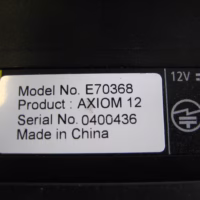 Model No. E70368
Product : AXIOM 12
Serial No. 0400436
Made in China
12V